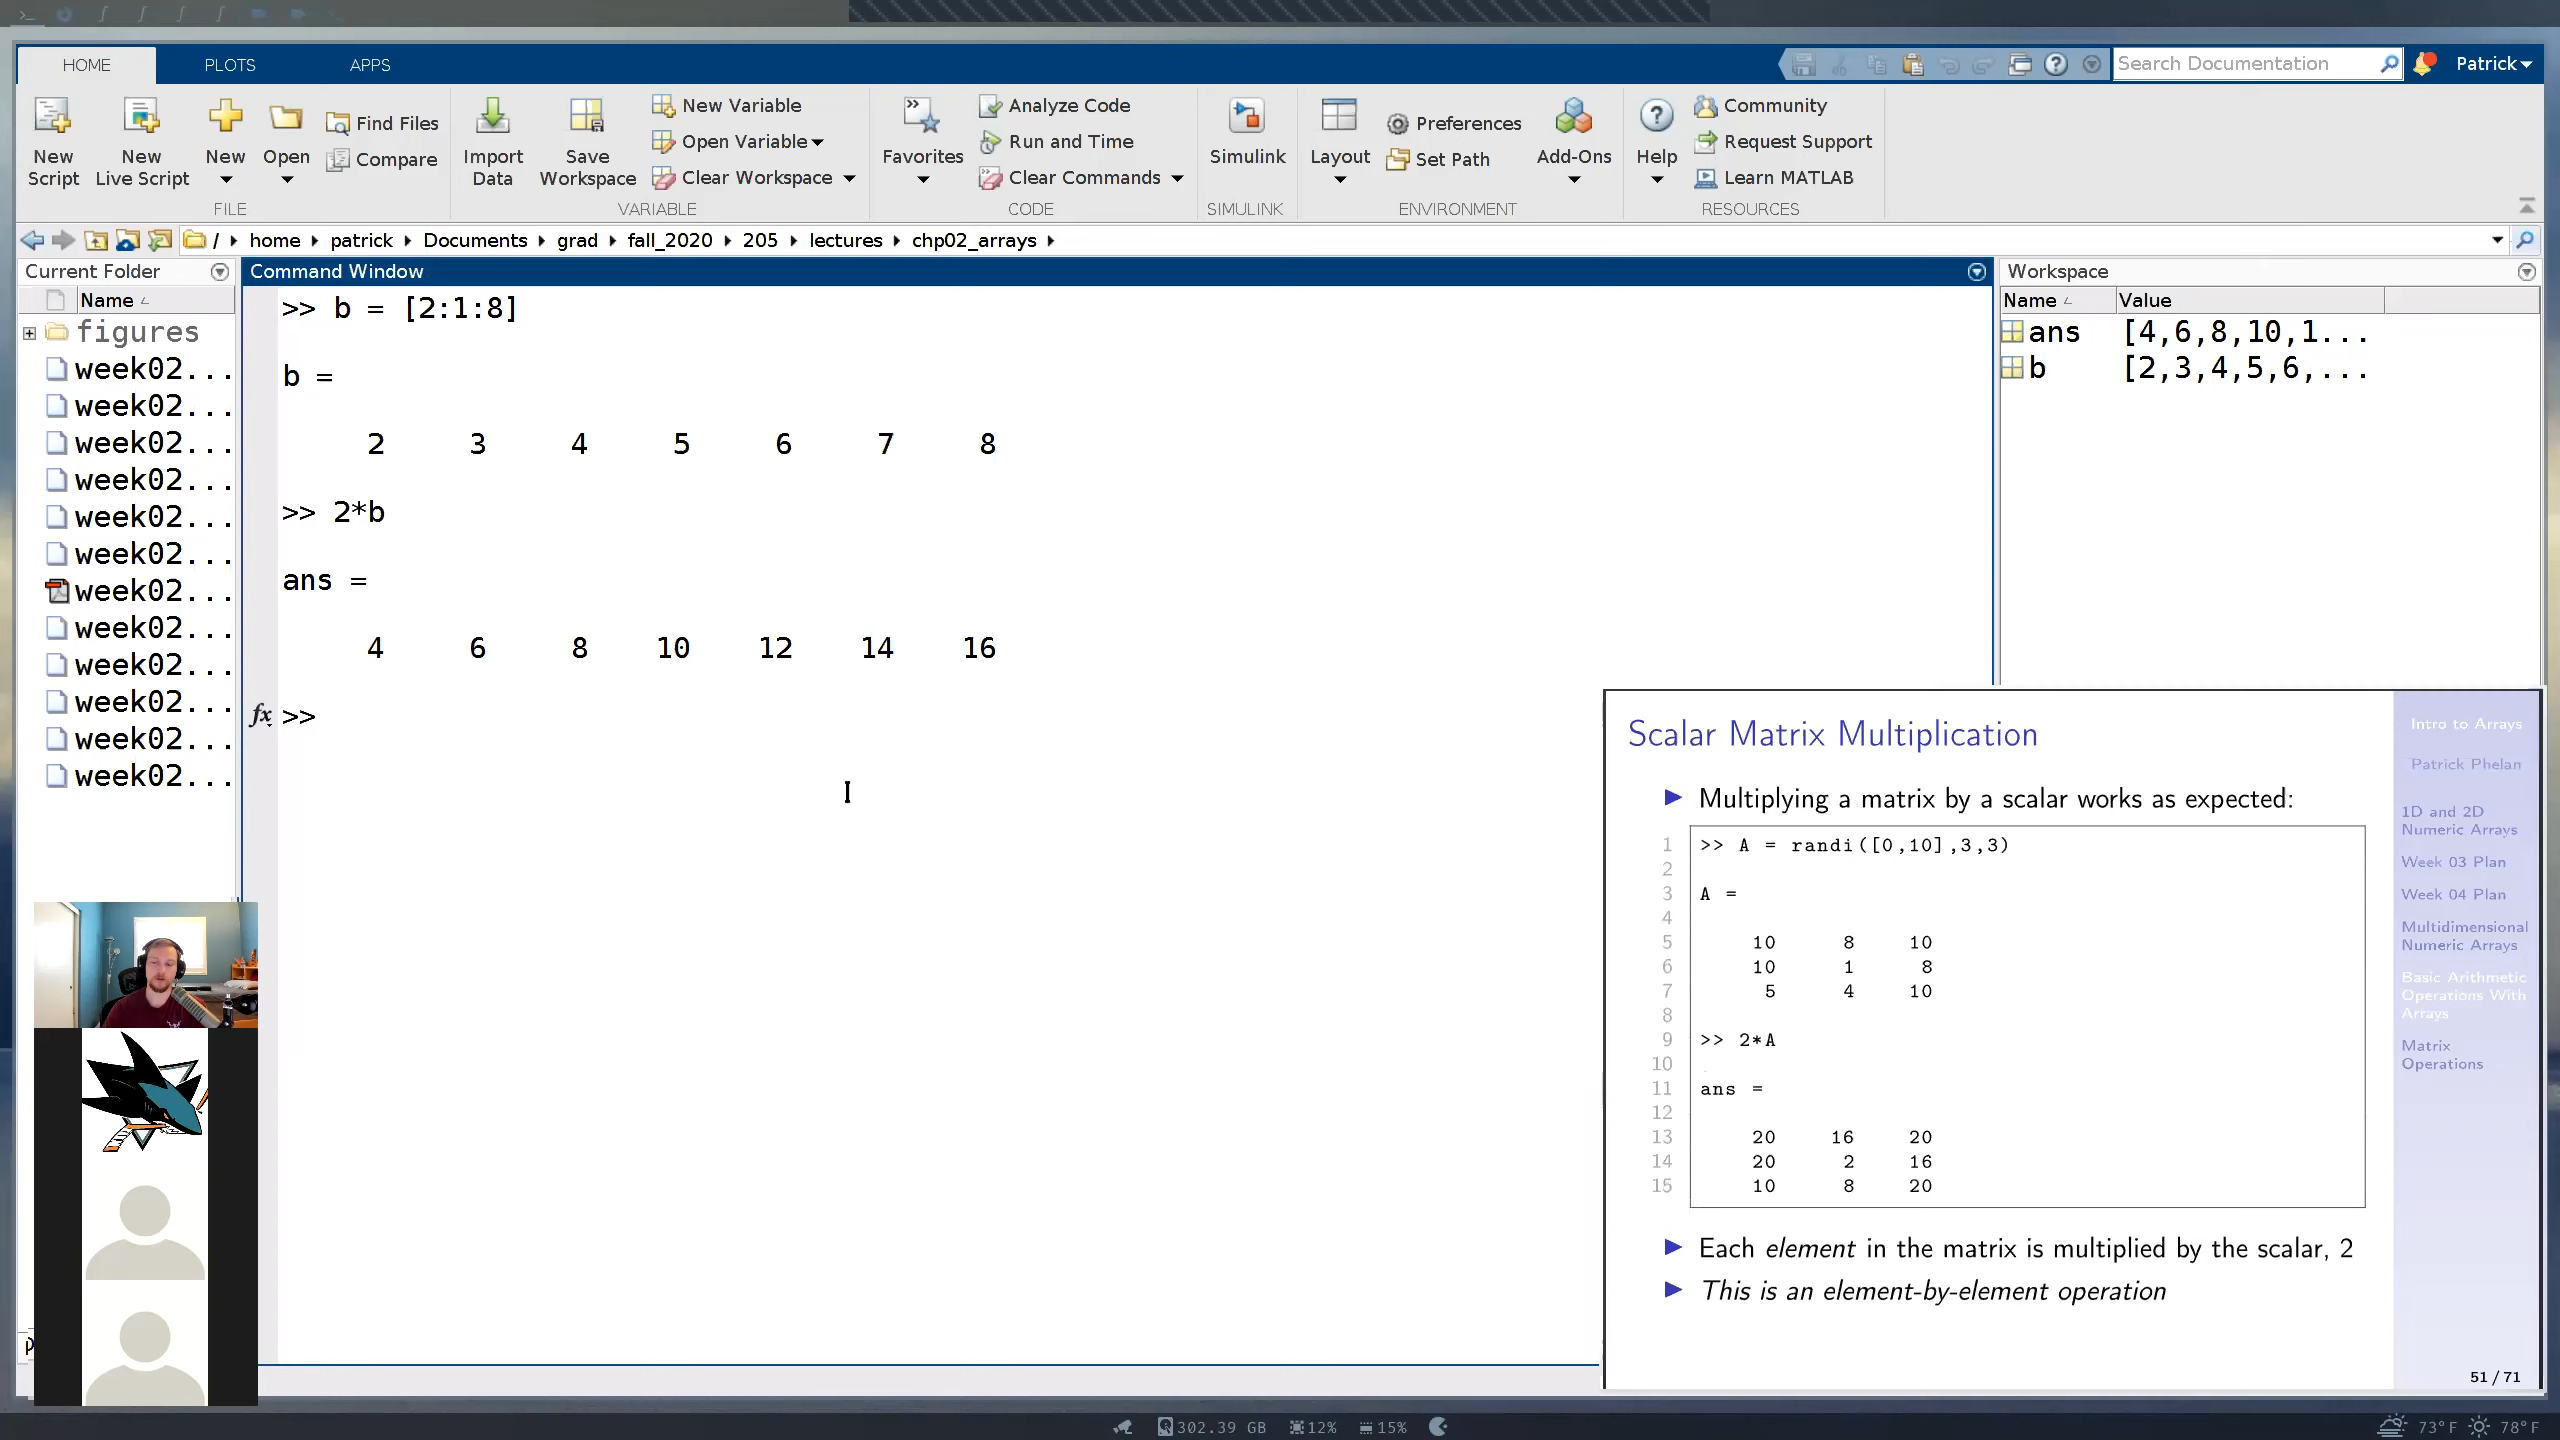 HOME PLOTS APPS
Search Documentation
Patrick
New Script
New Live Script
New
Open
Find Files
Compare
FILE
Import Data
Save Workspace
New Variable
Open Variable
Clear Workspace
VARIABLE
Favorites
Analyze Code
Run and Time
Clear Commands
CODE
Simulink
SIMULINK
Layout
Preferences
Set Path
Add-Ons
ENVIRONMENT
Help
Community
Request Support
Learn MATLAB
RESOURCES
/ home patrick Documents grad fall_2020 205 lectures chp02_arrays
Current Folder
Name
figures
week02...
week02...
week02...
week02...
week02...
week02...
week02...
week02...
week02...
week02...
week02...
week02...
Command Window
>> b = [2:1:8]
b =
2 3 4 5 6 7 8
>> 2*b
ans =
4 6 8 10 12 14 16
fx >>
Workspace
Name Value
ans [4,6,8,10,1...
b [2,3,4,5,6,...
Scalar Matrix Multiplication
Multiplying a matrix by a scalar works as expected:
1 >> A = randi([0,10],3,3)
2
3 A =
4
5 10 8 10
6 10 1 8
7 5 4 10
8
9 >> 2*A
10
11 ans =
12
13 20 16 20
14 20 2 16
15 10 8 20
Each element in the matrix is multiplied by the scalar, 2
This is an element-by-element operation
Intro to Arrays
Patrick Phelan
1D and 2D
Numeric Arrays
Week 03 Plan
Week 04 Plan
Multidimensional
Numeric Arrays
Basic Arithmetic
Operations With
Arrays
Matrix
Operations
51 / 71
302.39 GB 12% 15%
73°F 78°F